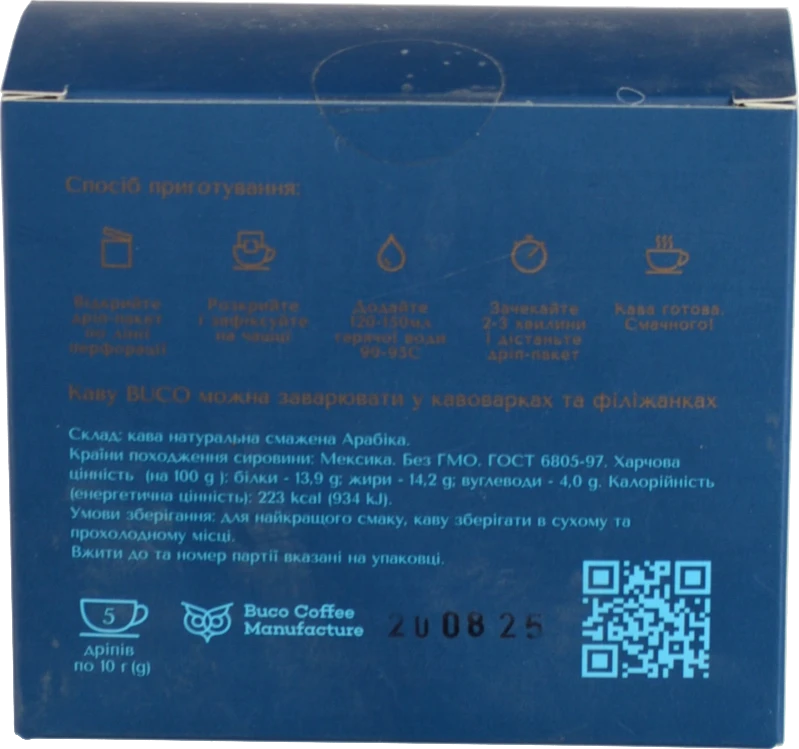 Спосіб приготування:
Відкрийте
дріп-пакет
по лінії
перфорації
Розкрийте
і зафіксуйте
на чашці
Додайте
120-150мл
гарячої води
90-93С
Зачекайте
2-3 хвилини
і дістаньте
дріп-пакет
Кава готова.
Смачного!
Каву BUCO можна заварювати у кавоварках та філіжанках
Склад: кава натуральна смажена Арабіка.
Країни походження сировини: Мексика. Без ГМО. ГОСТ 6805-97. Харчова
цінність (на 100 g ): білки - 13,9 g; жири - 14,2 g; вуглеводи - 4,0 g. Калорійність
(енергетична цінність): 223 kcal (934 kJ).
Умови зберігання: для найкращого смаку, каву зберігати в сухому та
прохолодному місці.
Вжити до та номер партії вказані на упаковці.
5
дріпів
по 10 г (g)
Buco Coffee
Manufacture
20 08 25